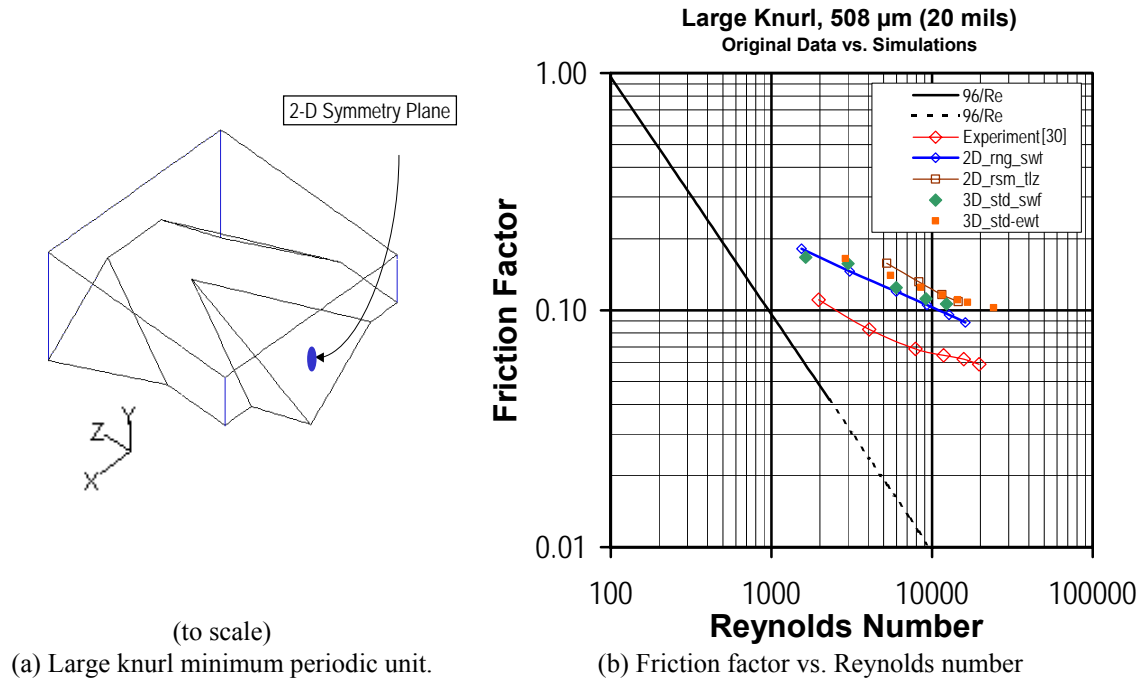 Large Knurl, 508 µm (20 mils)
Original Data vs. Simulations
2-D Symmetry Plane
Y
Z
X
(to scale)
(a) Large knurl minimum periodic unit.
Friction Factor
1.00
0.10
0.01
96/Re
96/Re
Experiment[30]
2D_rng_swf
2D_rsm_tlz
3D_std_swf
3D_std-ewt
100
1000
10000
100000
Reynolds Number
(b) Friction factor vs. Reynolds number